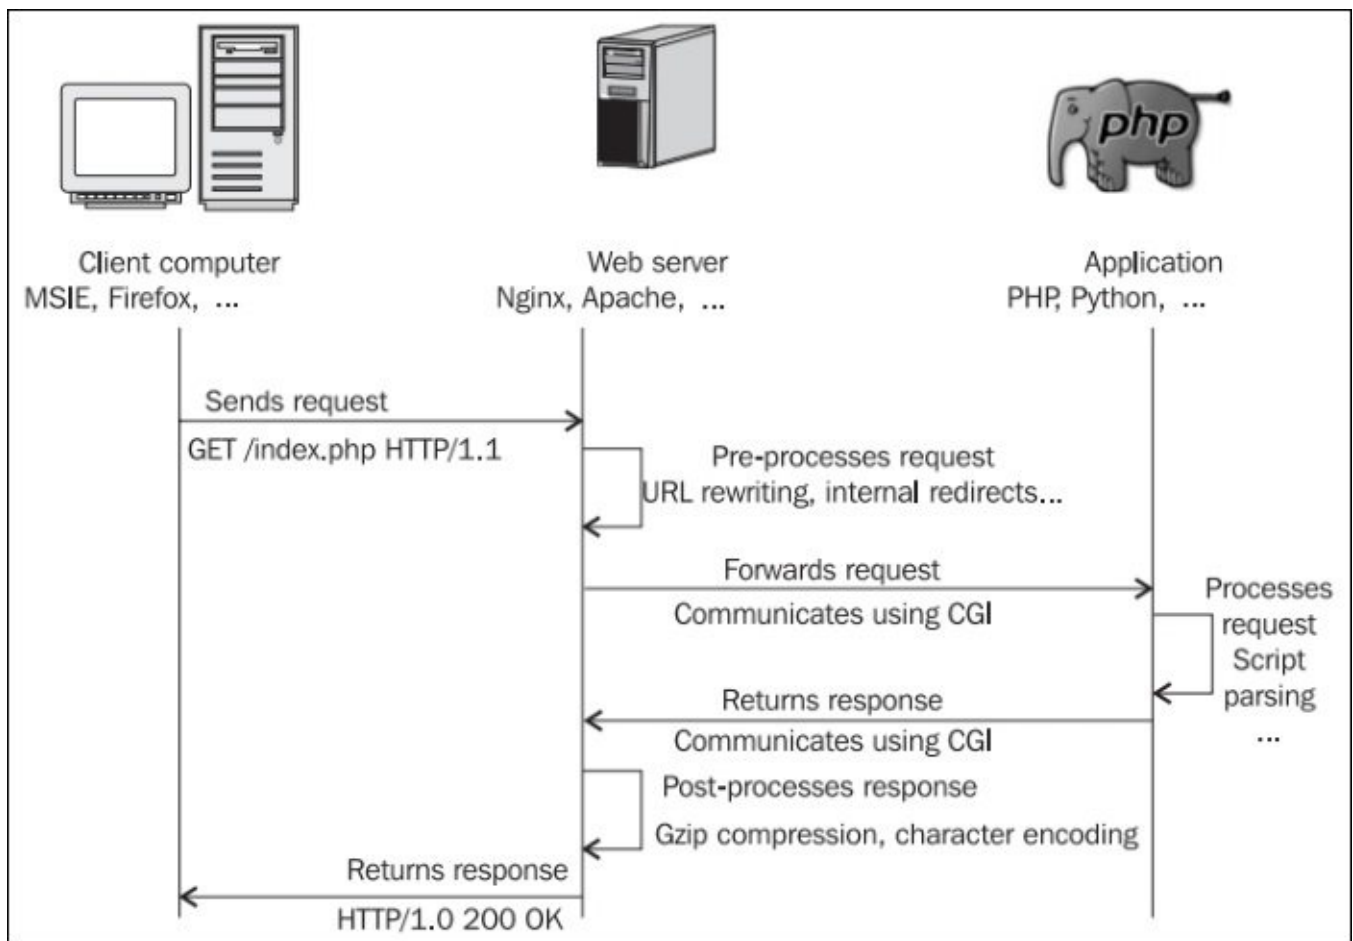 php
Client computer
MSIE, Firefox, ...
Web server
Nginx, Apache, ...
Application
PHP, Python, ...
Sends request
GET /index.php HTTP/1.1
Pre-processes request
URL rewriting, internal redirects...
Forwards request
Communicates using CGI
Processes
request
Script
parsing
...
Returns response
Communicates using CGI
Post-processes response
Gzip compression, character encoding
Returns response
HTTP/1.0 200 OK